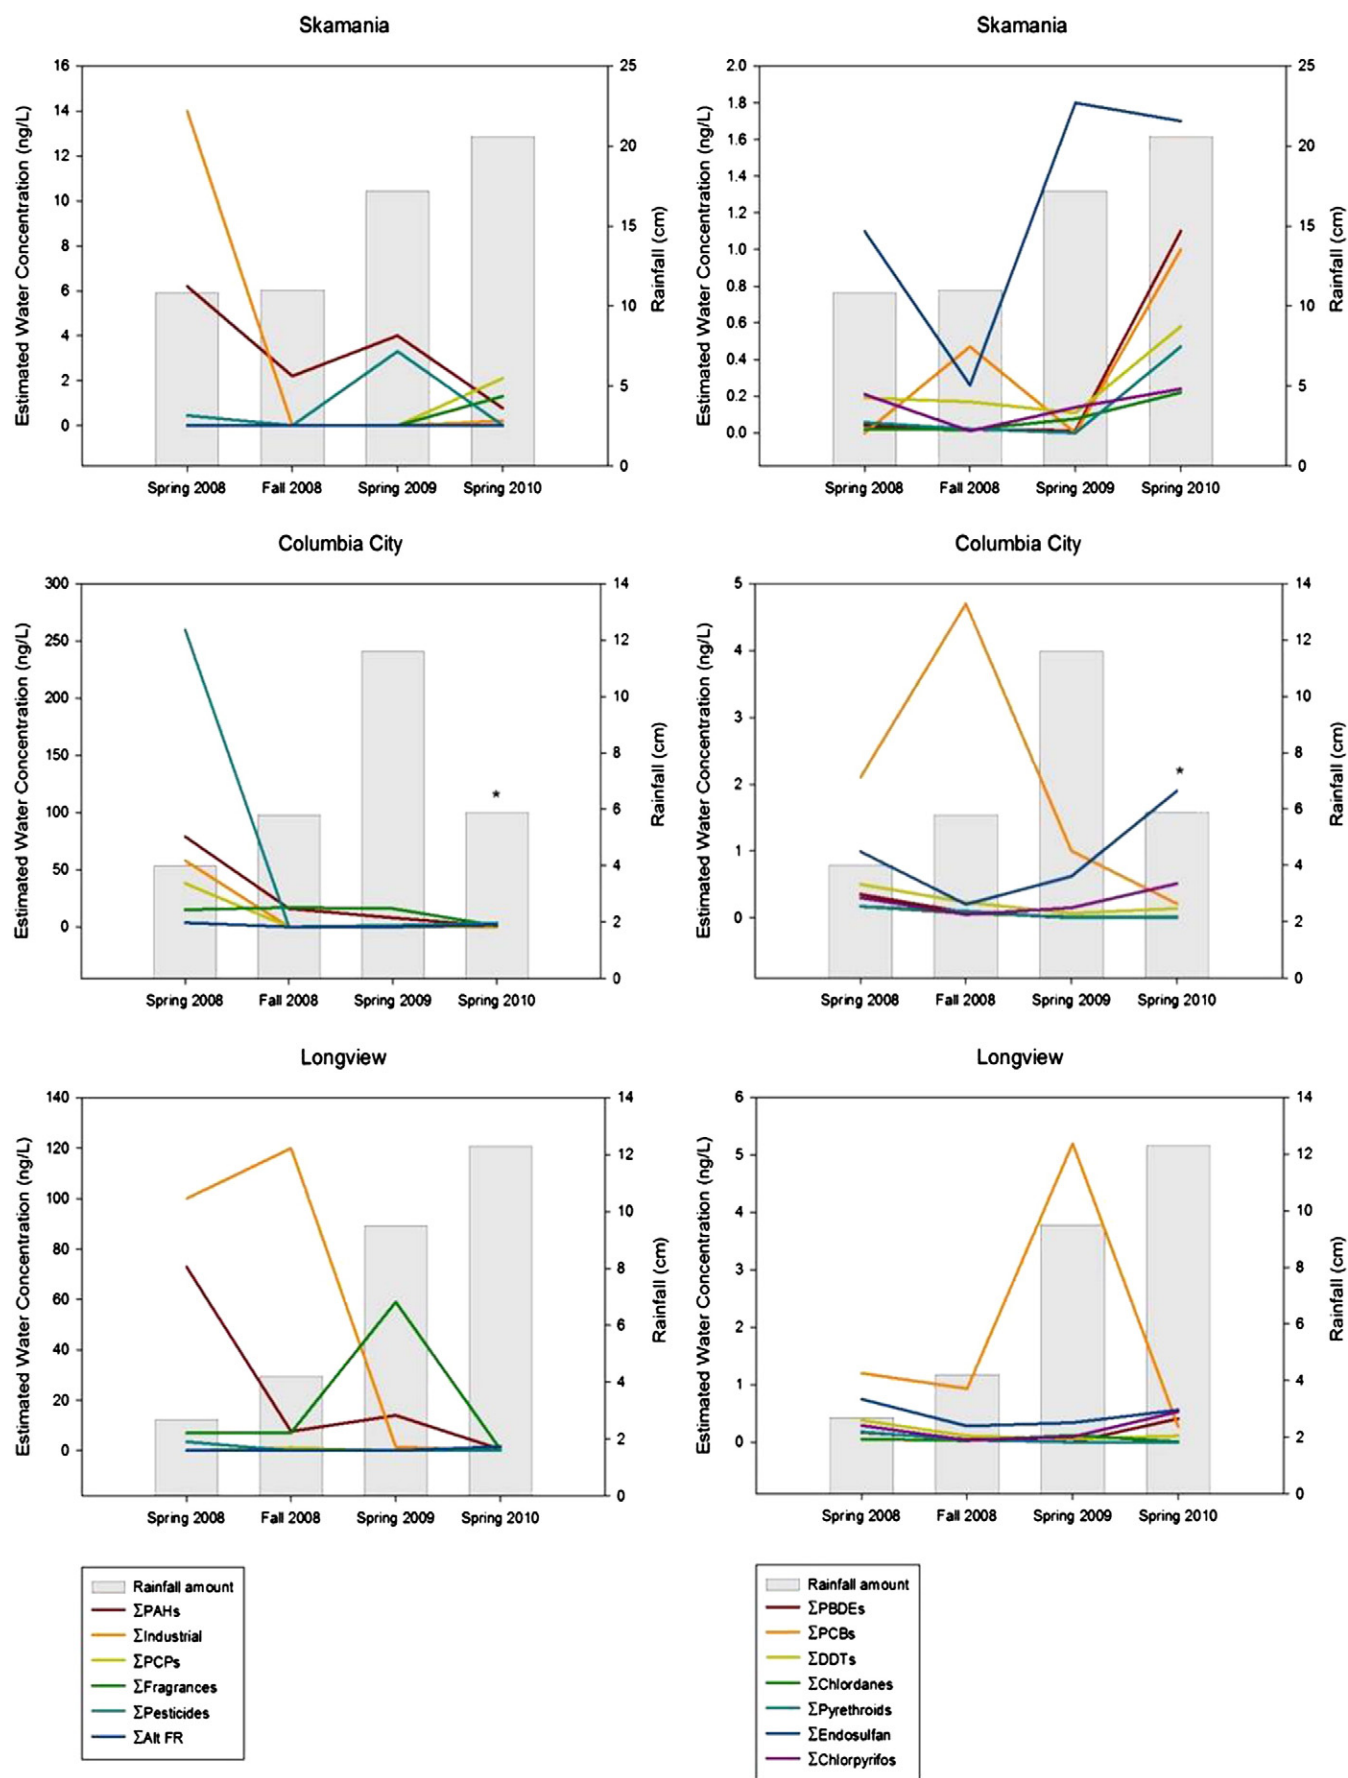 Skamania
Estimated Water Concentration (ng/L)
16
14
12
10
8
6
4
2
0
25
20
15
10
5
0
Rainfall (cm)
Spring 2008 Fall 2008 Spring 2009 Spring 2010
Skamania
Estimated Water Concentration (ng/L)
2.0
1.8
1.6
1.4
1.2
1.0
0.8
0.6
0.4
0.2
0.0
25
20
15
10
5
0
Rainfall (cm)
Spring 2008 Fall 2008 Spring 2009 Spring 2010
Columbia City
Estimated Water Concentration (ng/L)
300
250
200
150
100
50
0
14
12
10
8
6
4
2
0
Rainfall (cm)
*
Spring 2008 Fall 2008 Spring 2009 Spring 2010
Columbia City
Estimated Water Concentration (ng/L)
5
4
3
2
1
0
14
12
10
8
6
4
2
0
Rainfall (cm)
*
Spring 2008 Fall 2008 Spring 2009 Spring 2010
Longview
Estimated Water Concentration (ng/L)
140
120
100
80
60
40
20
0
14
12
10
8
6
4
2
0
Rainfall (cm)
Spring 2008 Fall 2008 Spring 2009 Spring 2010
Longview
Estimated Water Concentration (ng/L)
6
5
4
3
2
1
0
14
12
10
8
6
4
2
0
Rainfall (cm)
Spring 2008 Fall 2008 Spring 2009 Spring 2010
Rainfall amount
ΣPAHs
ΣIndustrial
ΣPCPs
ΣFragrances
ΣPesticides
ΣAlt FR
Rainfall amount
ΣPBDEs
ΣPCBs
ΣDDTs
ΣChlordanes
ΣPyrethroids
ΣEndosulfan
ΣChlorpyrifos